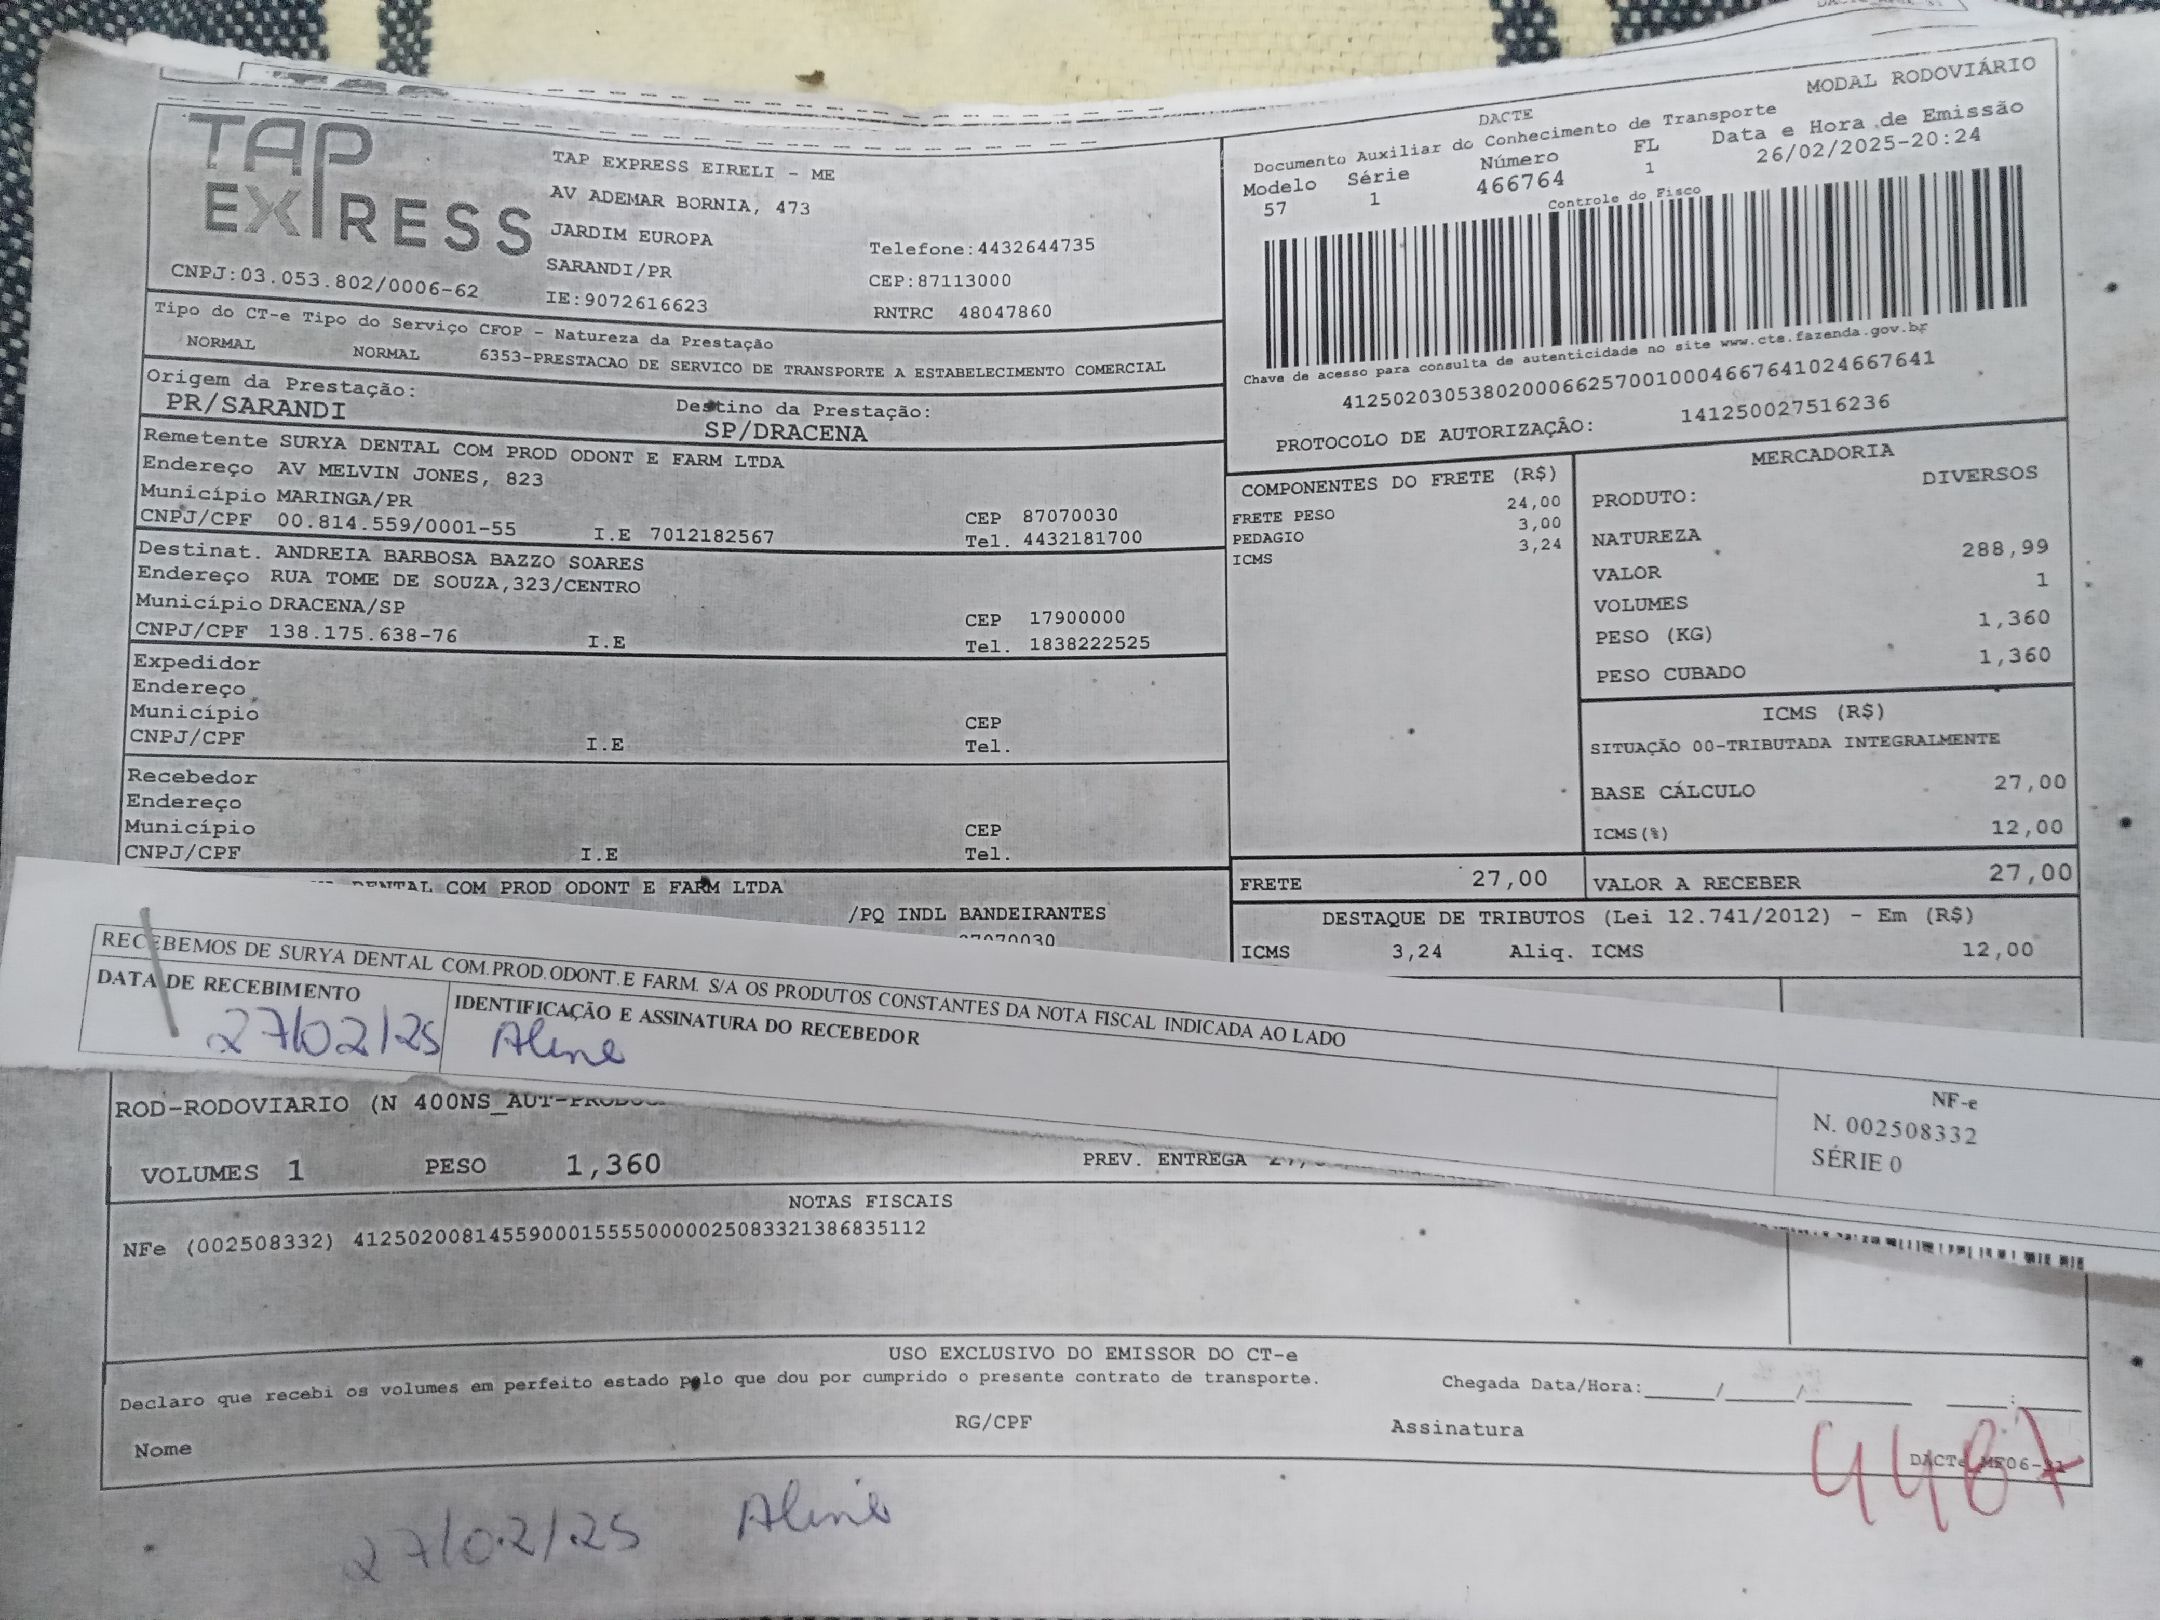 TAP
EXPRESS
CNPJ:03.053.802/0006-62
TAP EXPRESS EIRELI - ME
AV ADEMAR BORNIA, 473
JARDIM EUROPA
SARANDI/PR
IE:9072616623
Telefone:4432644735
CEP:87113000
RNTRC 48047860
MODAL RODOVIÁRIO
DACTE
Documento Auxiliar do Conhecimento de Transporte
Modelo Série Número FL Data e Hora de Emissão
57 1 466764 1 26/02/2025-20:24
Controle do Fisco
Chave de acesso para consulta de autenticidade no site www.cte.fazenda.gov.br
41250203053802000662570010004667641024667641
PROTOCOLO DE AUTORIZAÇÃO: 141250027516236
Tipo do CT-e Tipo do Serviço CFOP - Natureza da Prestação
NORMAL NORMAL 6353-PRESTACAO DE SERVICO DE TRANSPORTE A ESTABELECIMENTO COMERCIAL
Origem da Prestação: Destino da Prestação:
PR/SARANDI SP/DRACENA
Remetente SURYA DENTAL COM PROD ODONT E FARM LTDA
Endereço AV MELVIN JONES, 823
Município MARINGA/PR CEP 87070030
CNPJ/CPF 00.814.559/0001-55 I.E 7012182567 Tel. 4432181700
Destinat. ANDREIA BARBOSA BAZZO SOARES
Endereço RUA TOME DE SOUZA,323/CENTRO
Município DRACENA/SP CEP 17900000
CNPJ/CPF 138.175.638-76 I.E Tel. 1838222525
Expedidor
Endereço
Município CEP
CNPJ/CPF I.E Tel.
Recebedor
Endereço
Município CEP
CNPJ/CPF I.E Tel.
DENTAL COM PROD ODONT E FARM LTDA
/PQ INDL BANDEIRANTES
87070030
COMPONENTES DO FRETE (R$)
FRETE PESO 24,00
PEDAGIO 3,00
ICMS 3,24
MERCADORIA
PRODUTO: DIVERSOS
NATUREZA
VALOR 288,99
VOLUMES 1
PESO (KG) 1,360
PESO CUBADO 1,360
ICMS (R$)
SITUAÇÃO 00-TRIBUTADA INTEGRALMENTE
BASE CÁLCULO 27,00
ICMS(%) 12,00
FRETE 27,00 VALOR A RECEBER 27,00
DESTAQUE DE TRIBUTOS (Lei 12.741/2012) - Em (R$)
ICMS 3,24 Aliq. ICMS 12,00
RECEBEMOS DE SURYA DENTAL COM.PROD.ODONT.E FARM. S/A OS PRODUTOS CONSTANTES DA NOTA FISCAL INDICADA AO LADO
DATA DE RECEBIMENTO IDENTIFICAÇÃO E ASSINATURA DO RECEBEDOR
27/02/25 Aline
NF-e
N. 002508332
SÉRIE 0
ROD-RODOVIARIO (N 400NS_AUT-
VOLUMES 1 PESO 1,360 PREV. ENTREGA
NOTAS FISCAIS
NFe (002508332) 41250200814559000155550000025083321386835112
USO EXCLUSIVO DO EMISSOR DO CT-e
Declaro que recebi os volumes em perfeito estado pelo que dou por cumprido o presente contrato de transporte.
Chegada Data/Hora:_____/_____/_______ ____:____
Nome RG/CPF Assinatura
27/02/25 Aline